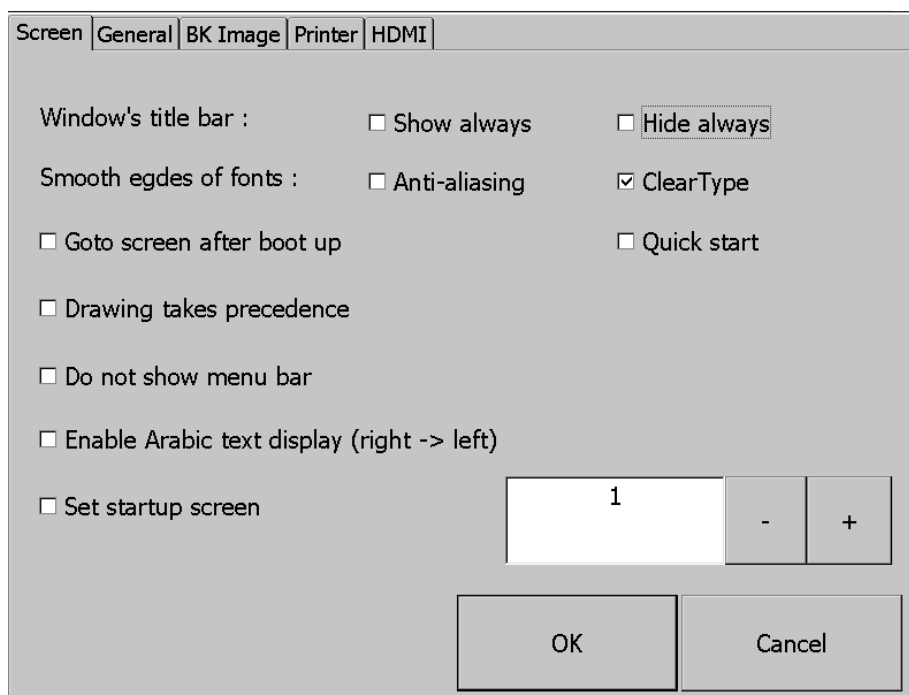 Screen General BK Image Printer HDMI
Window's title bar : Show always Hide always
Smooth egdes of fonts : Anti-aliasing ClearType
Goto screen after boot up Quick start
Drawing takes precedence
Do not show menu bar
Enable Arabic text display (right -> left)
Set startup screen 1 - +
OK Cancel